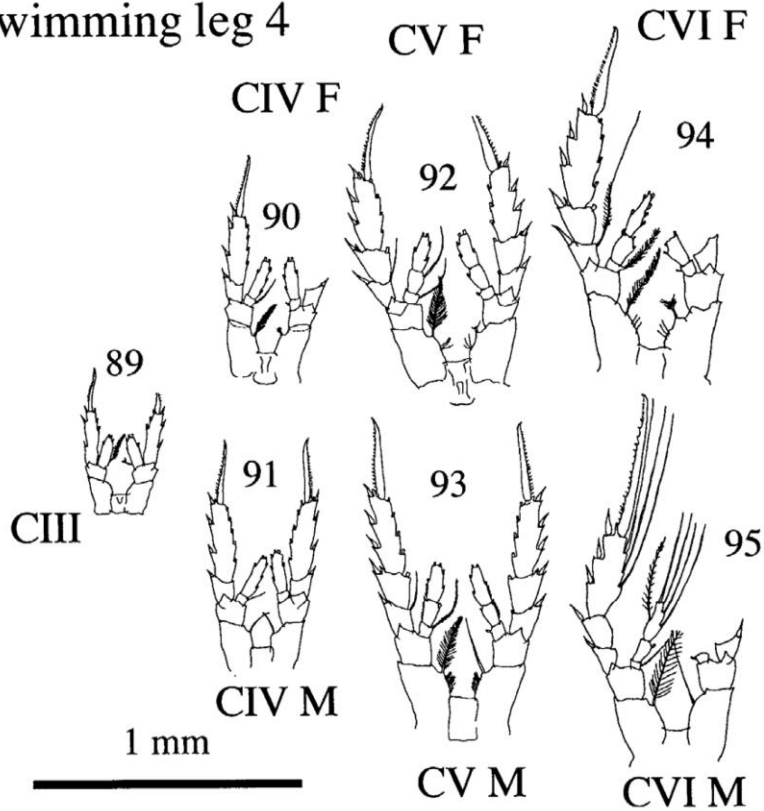 wimming leg 4
CV F
CVI F
CIV F
94
92
90
89
91
93
95
CIII
CIV M
1 mm
CV M
CVI M